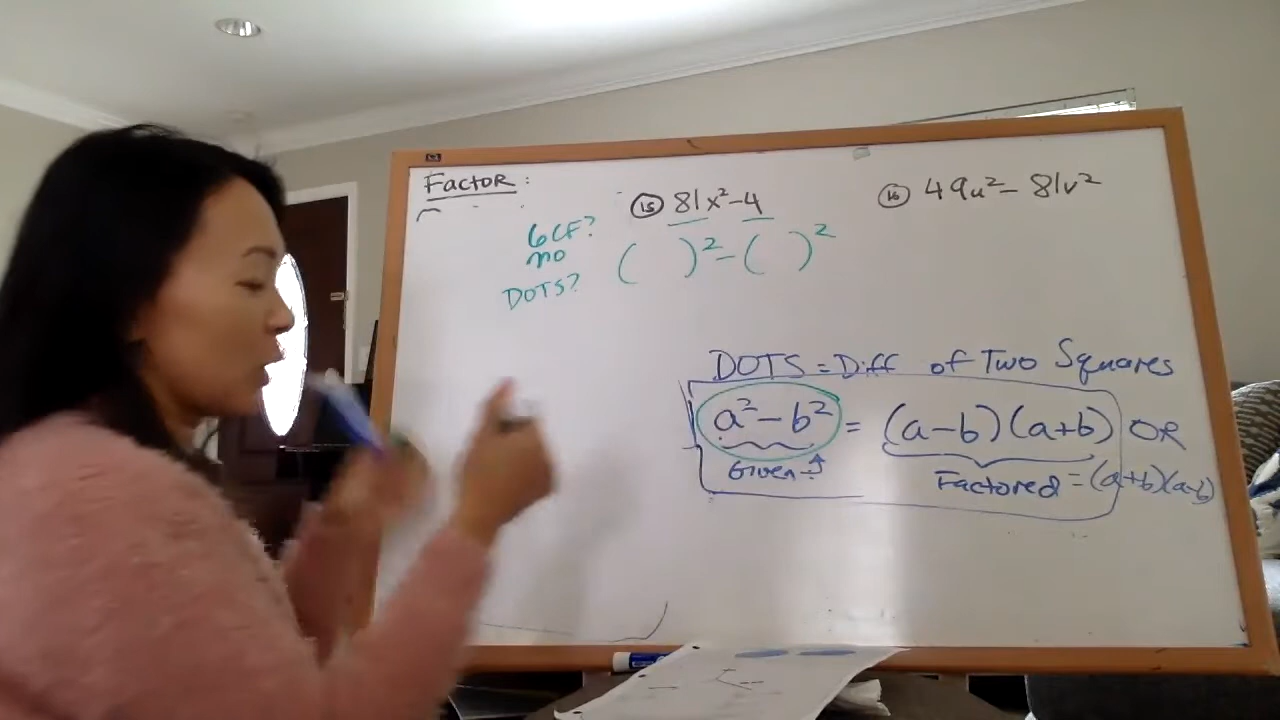 Factor:
⑮ 81x²-4
⑯ 49u² - 81v²
GCF?
no
DOTS?
( )² - ( )²
DOTS = Diff of Two Squares
a² - b² = (a-b)(a+b) OR
Given
Factored = (a+b)(a-b)